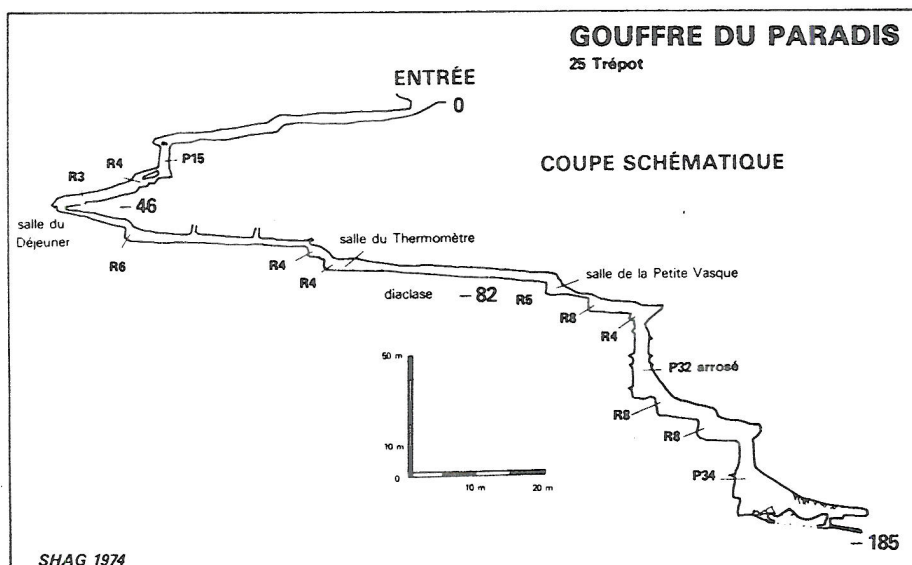 GOUFFRE DU PARADIS
25 Trépot
ENTRÉE
0
P15
R4
COUPE SCHÉMATIQUE
R3
- 46
salle du
Déjeuner
salle du Thermomètre
R6
R4
R4
salle de la Petite Vasque
diaclase
- 82
R5
R8
R4
50 m
P32 arrosé
R8
R8
10 m
0
10 m
20 m
P34
- 185
SHAG 1974